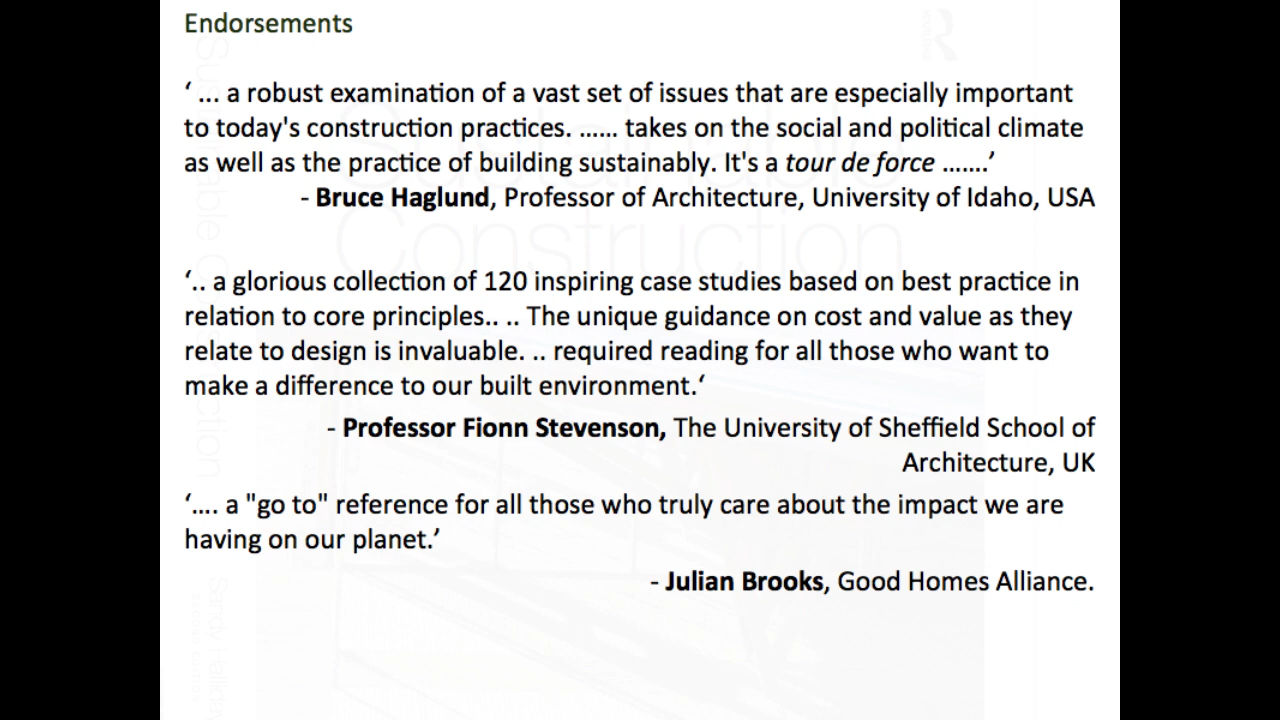 Endorsements
‘ ... a robust examination of a vast set of issues that are especially important
to today's construction practices. ...... takes on the social and political climate
as well as the practice of building sustainably. It's a tour de force .......’
- Bruce Haglund, Professor of Architecture, University of Idaho, USA
‘.. a glorious collection of 120 inspiring case studies based on best practice in
relation to core principles.. .. The unique guidance on cost and value as they
relate to design is invaluable. .. required reading for all those who want to
make a difference to our built environment.‘
- Professor Fionn Stevenson, The University of Sheffield School of
Architecture, UK
‘.... a "go to" reference for all those who truly care about the impact we are
having on our planet.’
- Julian Brooks, Good Homes Alliance.
Sustainable
Construction
Sustainable Construction